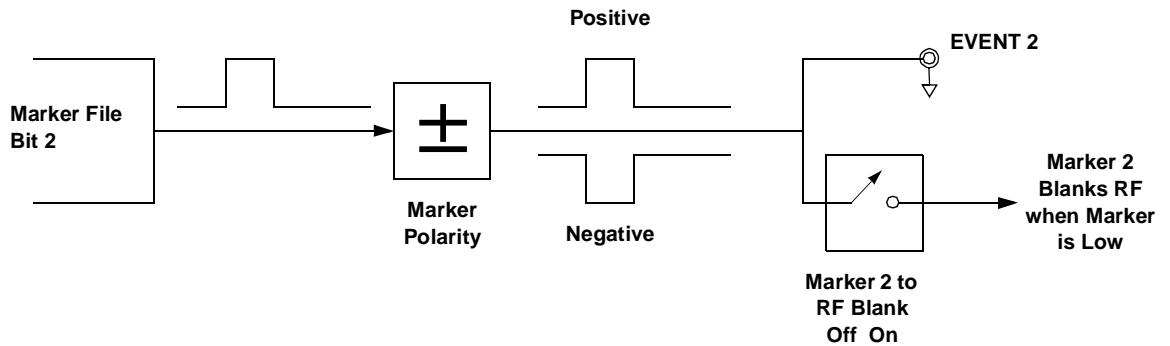 Positive
EVENT 2
Marker File
Bit 2
±
Marker
Polarity
Negative
Marker 2
Blanks RF
when Marker
is Low
Marker 2 to
RF Blank
Off On